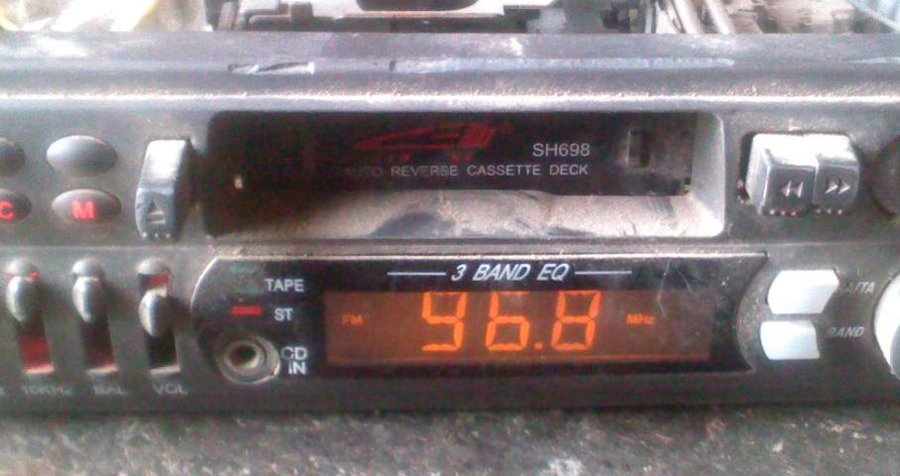 SH698
AUTO REVERSE CASSETTE DECK
C M
3 BAND EQ
TAPE
ST
FM 96.8 MHz
CD
IN
BAND
10KHz BAL VOL